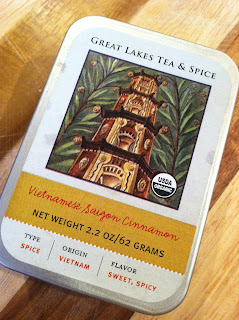 GREAT LAKES TEA & SPICE
USDA
ORGANIC
Vietnamese Saigon Cinnamon
NET WEIGHT 2.2 OZ/62 GRAMS
TYPE
SPICE
ORIGIN
VIETNAM
FLAVOR
SWEET, SPICY